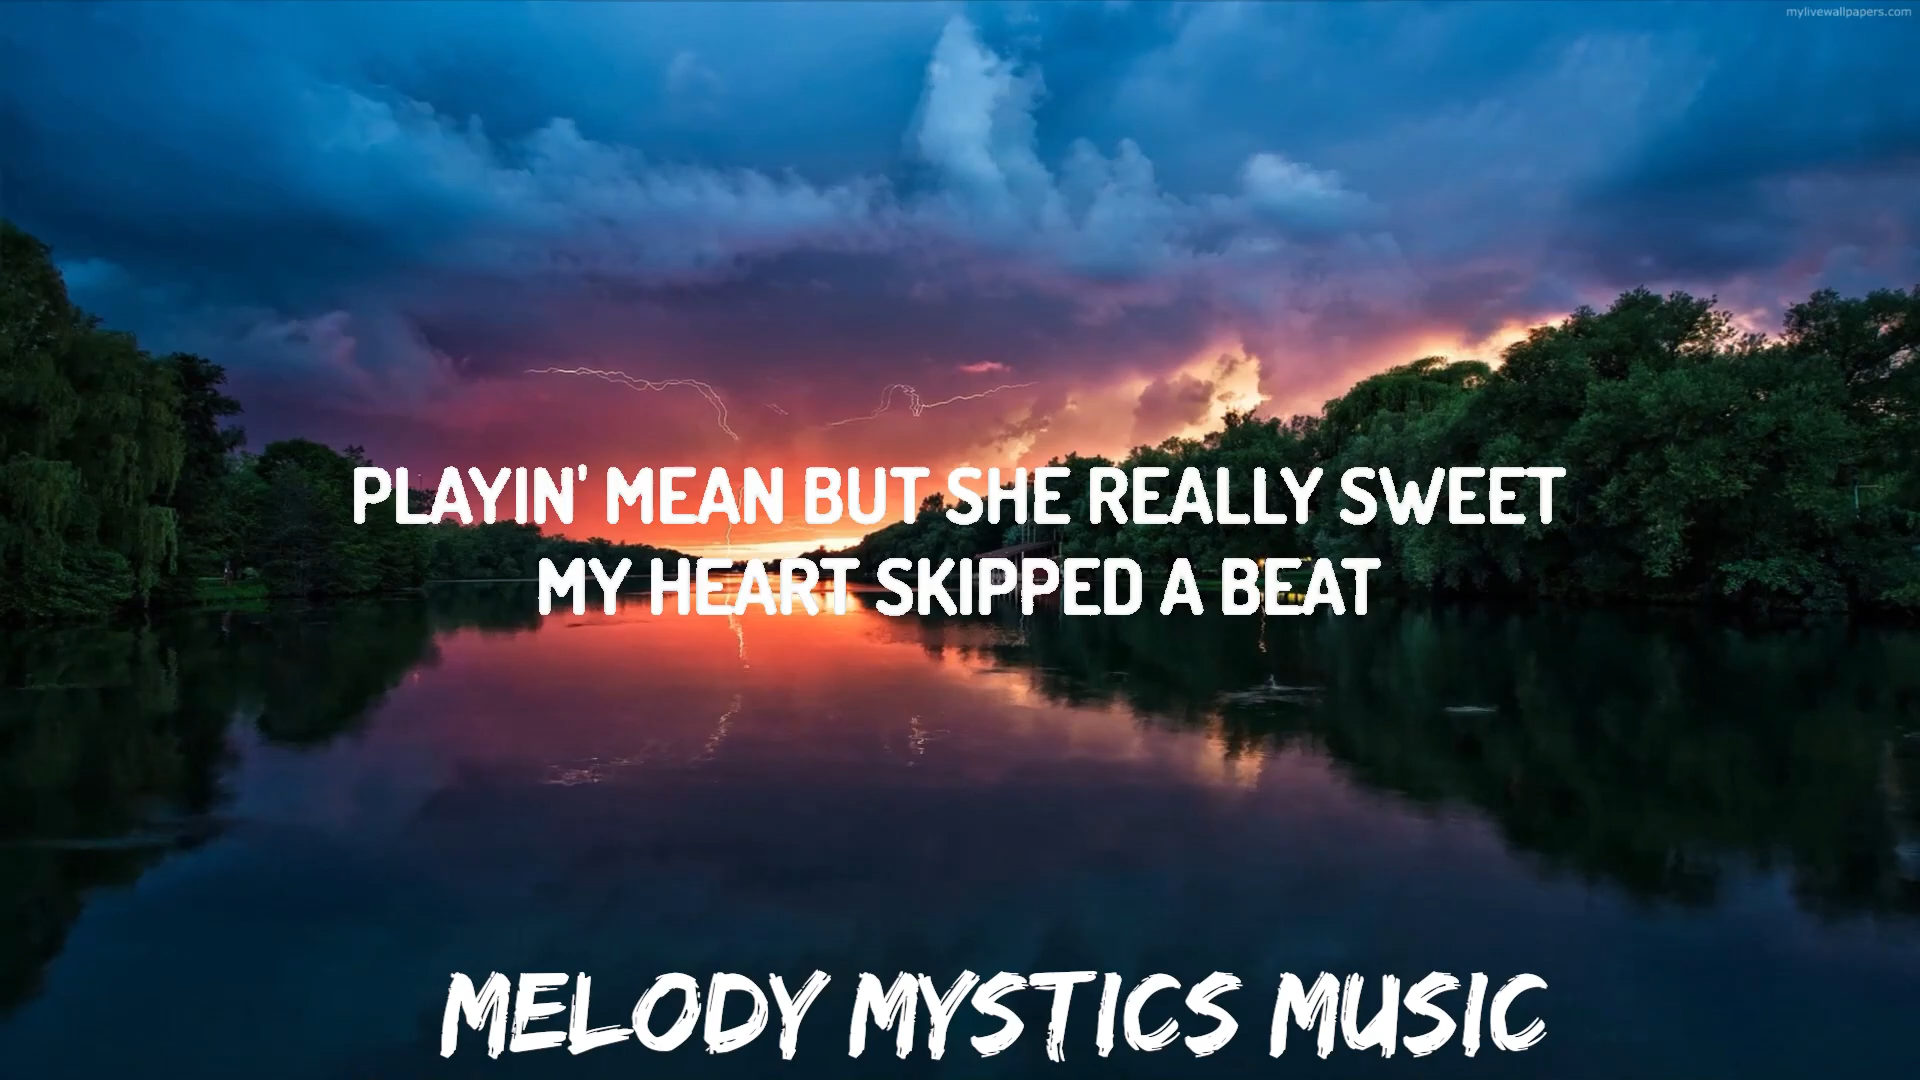 mylivewallpapers.com
PLAYIN' MEAN BUT SHE REALLY SWEET
MY HEART SKIPPED A BEAT
MELODY MYSTICS MUSIC